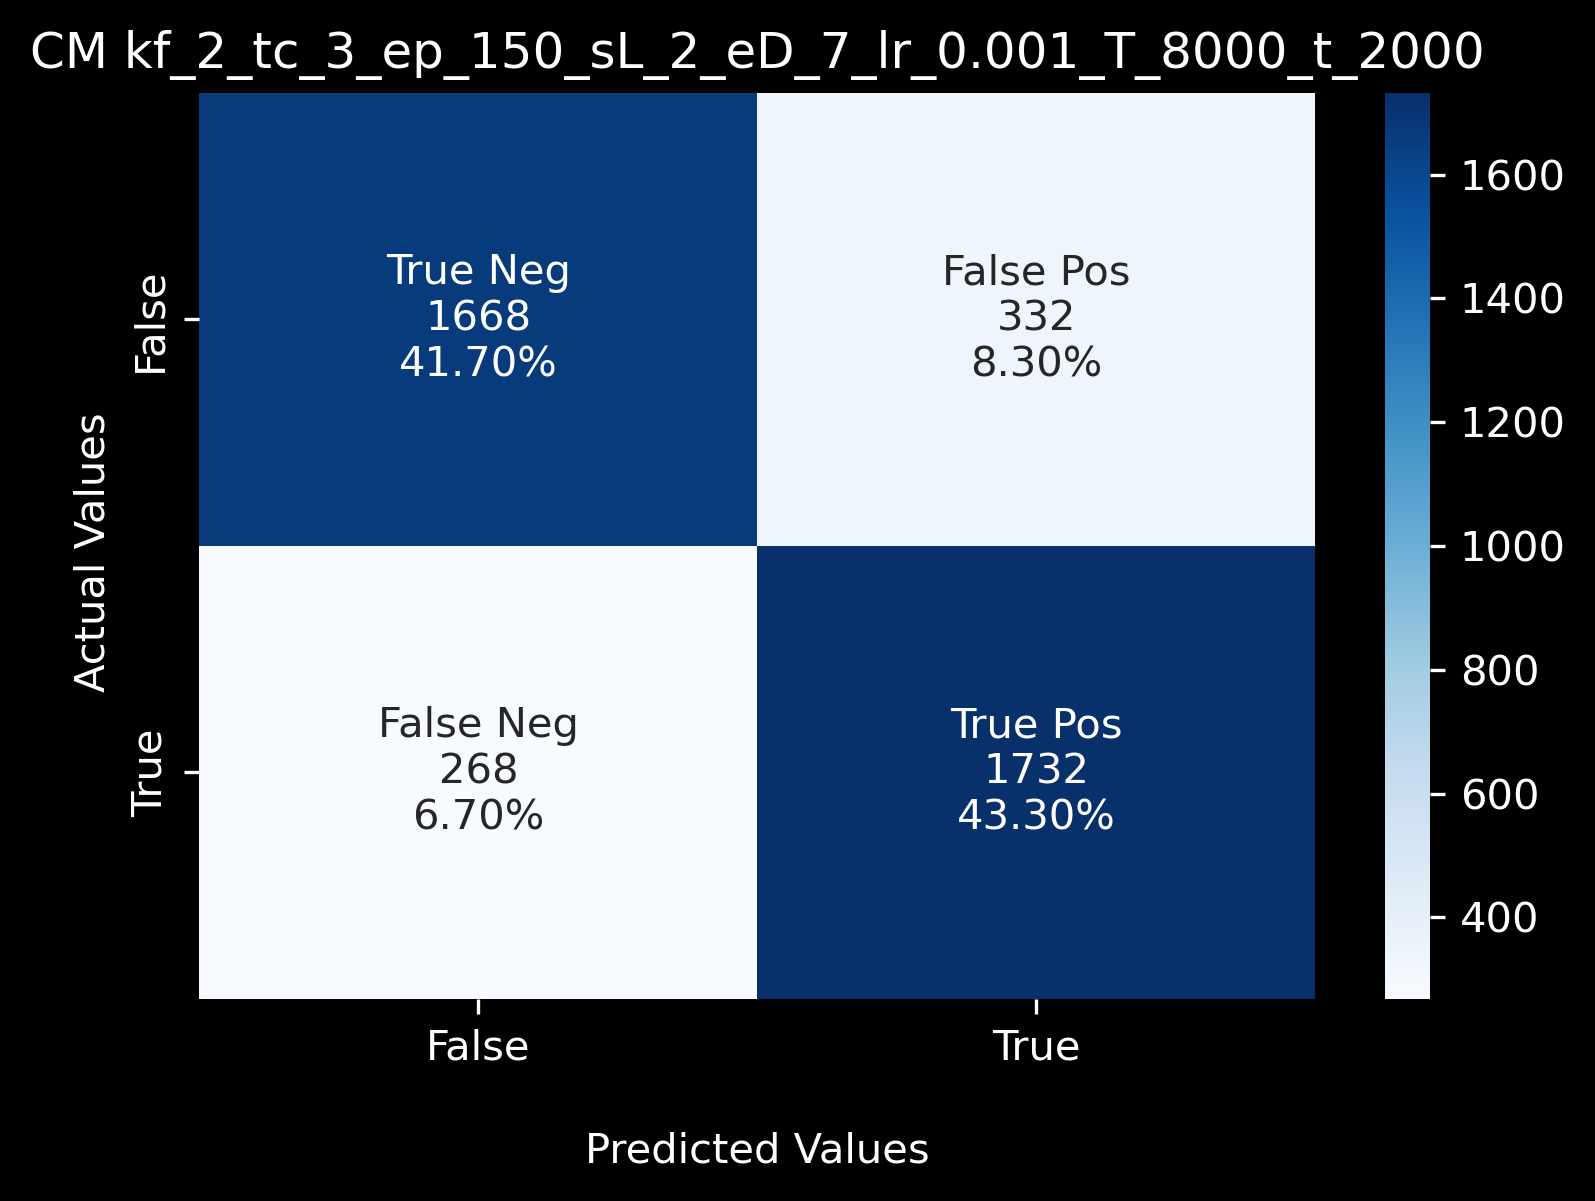 CM kf_2_tc_3_ep_150_sL_2_eD_7_lr_0.001_T_8000_t_2000
Actual Values
False
True
True Neg
1668
41.70%
False Pos
332
8.30%
False Neg
268
6.70%
True Pos
1732
43.30%
False
True
Predicted Values
1600
1400
1200
1000
800
600
400